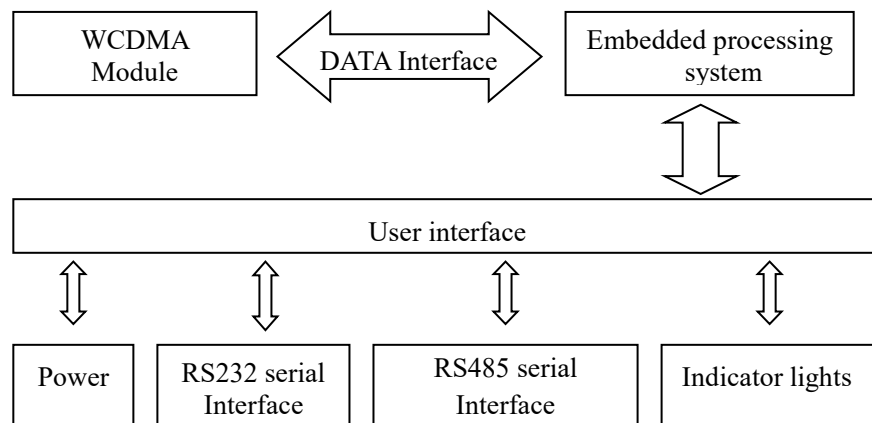 WCDMA
Module
DATA Interface
Embedded processing
system
User interface
Power
RS232 serial
Interface
RS485 serial
Interface
Indicator lights